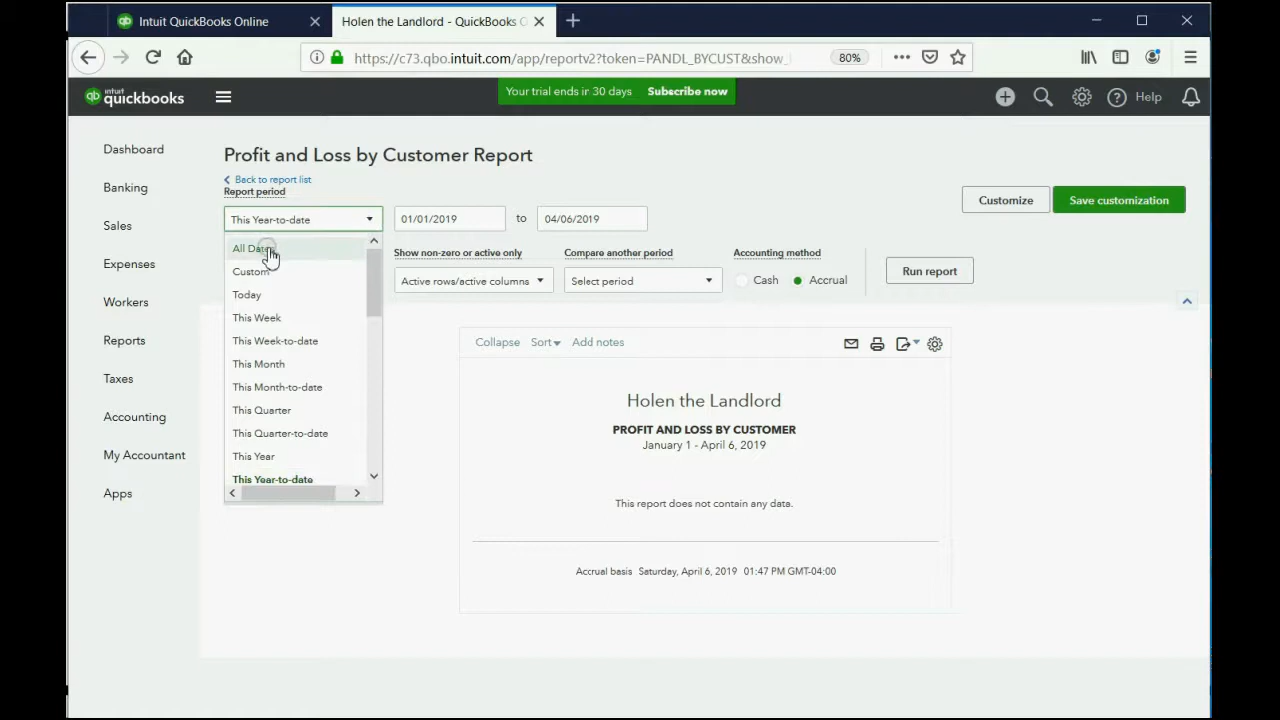 Intuit QuickBooks Online
Holen the Landlord - QuickBooks O
https://c73.qbo.intuit.com/app/reportv2?token=PANDL_BYCUST&show_
80%
intuit quickbooks
Your trial ends in 30 days Subscribe now
Help
Dashboard
Banking
Sales
Expenses
Workers
Reports
Taxes
Accounting
My Accountant
Apps
Profit and Loss by Customer Report
Back to report list
Report period
This Year-to-date
01/01/2019 to 04/06/2019
Customize
Save customization
All Dates
Custom
Today
This Week
This Week-to-date
This Month
This Month-to-date
This Quarter
This Quarter-to-date
This Year
This Year-to-date
Show non-zero or active only
Active rows/active columns
Compare another period
Select period
Accounting method
Cash Accrual
Run report
Collapse Sort Add notes
Holen the Landlord
PROFIT AND LOSS BY CUSTOMER
January 1 - April 6, 2019
This report does not contain any data.
Accrual basis Saturday, April 6, 2019 01:47 PM GMT-04:00